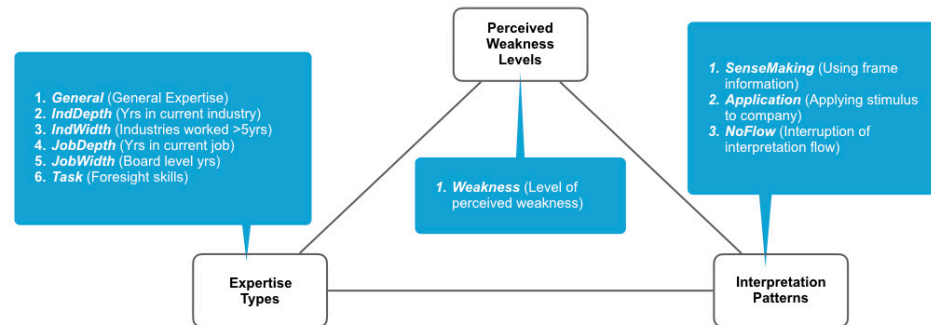 Perceived
Weakness
Levels
1. General (General Expertise)
2. IndDepth (Yrs in current industry)
3. IndWidth (Industries worked >5yrs)
4. JobDepth (Yrs in current job)
5. JobWidth (Board level yrs)
6. Task (Foresight skills)
1. SenseMaking (Using frame
information)
2. Application (Applying stimulus
to company)
3. NoFlow (Interruption of
interpretation flow)
1. Weakness (Level of
perceived weakness)
Expertise
Types
Interpretation
Patterns